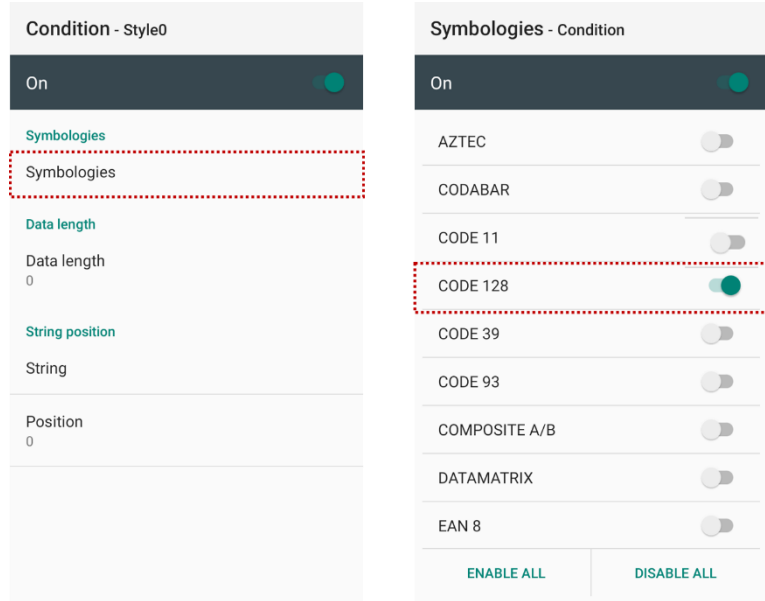 Condition - Style0
On
Symbologies
Symbologies
Data length
Data length
0
String position
String
Position
0
Symbologies - Condition
On
AZTEC
CODABAR
CODE 11
CODE 128
CODE 39
CODE 93
COMPOSITE A/B
DATAMATRIX
EAN 8
ENABLE ALL
DISABLE ALL